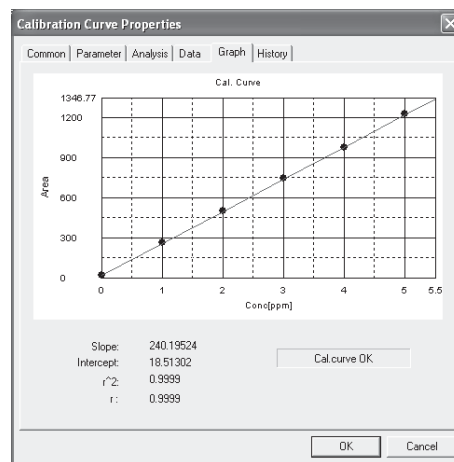 Calibration Curve Properties
Common Parameter Analysis Data Graph History
Cal. Curve
1346.77
1200
900
600
300
0
Area
0 1 2 3 4 5 5.5
Conc[ppm]
Slope: 240.19524
Intercept: 18.51302
r^2: 0.9999
r : 0.9999
Cal.curve OK
OK Cancel